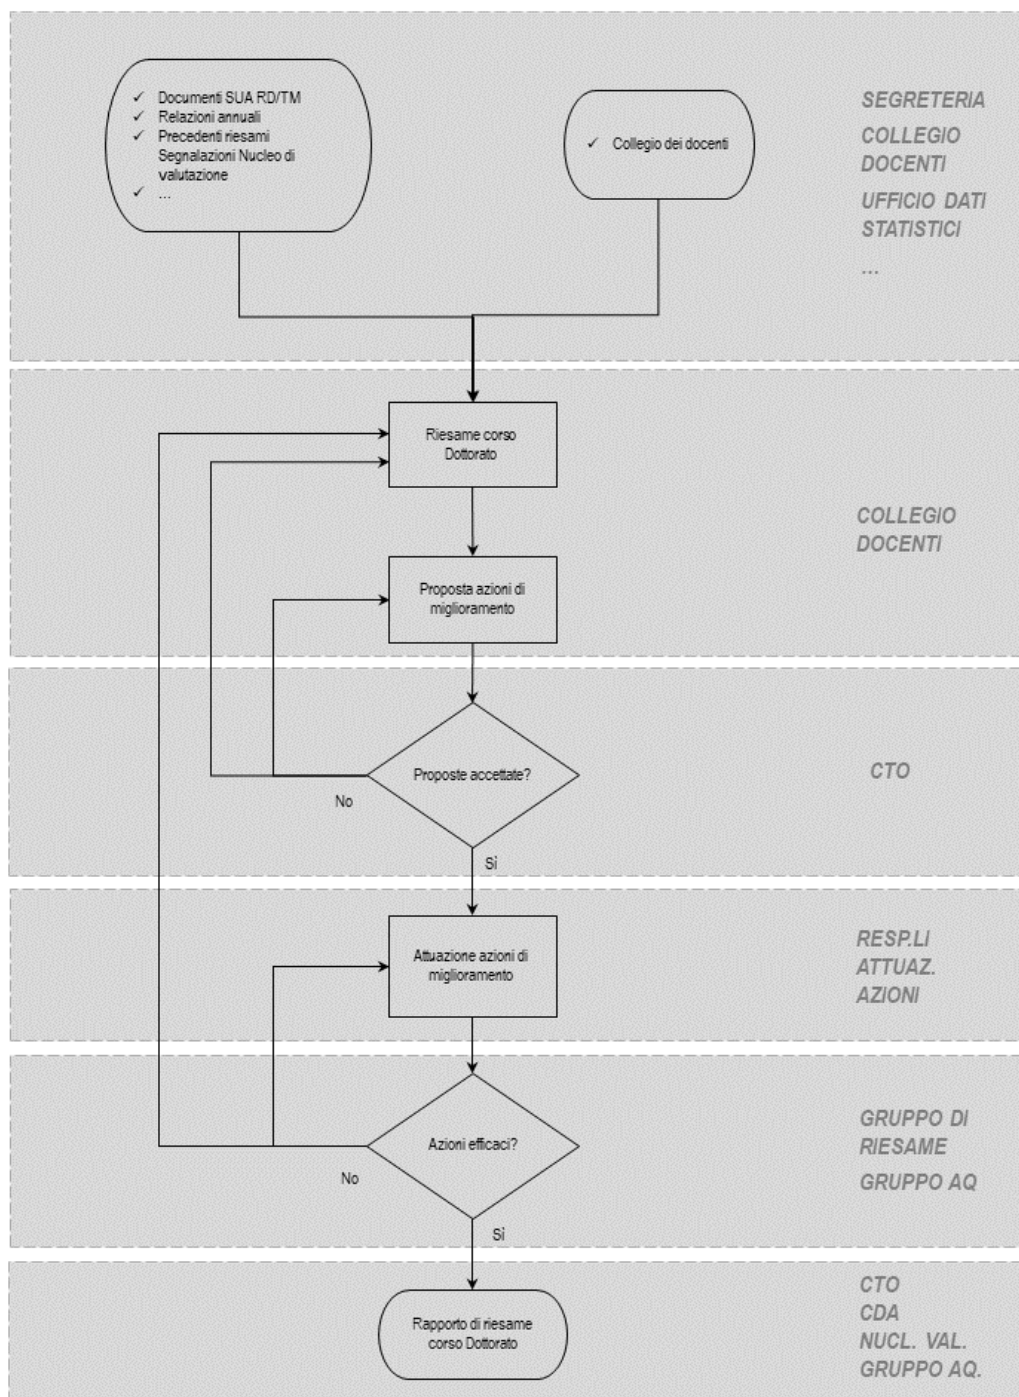 ✓ Documenti SUA RD/TM
✓ Relazioni annuali
✓ Precedenti riesami
Segnalazioni Nucleo di
valutazione
✓ ...
✓ Collegio dei docenti
SEGRETERIA
COLLEGIO
DOCENTI
UFFICIO DATI
STATISTICI
...
Riesame corso
Dottorato
COLLEGIO
DOCENTI
Proposta azioni di
miglioramento
Proposte accettate?
CTO
No
Si
Attuazione azioni di
miglioramento
RESP.LI
ATTUAZ.
AZIONI
Azioni efficaci?
GRUPPO DI
RIESAME
GRUPPO AQ
No
Si
Rapporto di riesame
corso Dottorato
CTO
CDA
NUCL. VAL.
GRUPPO AQ.